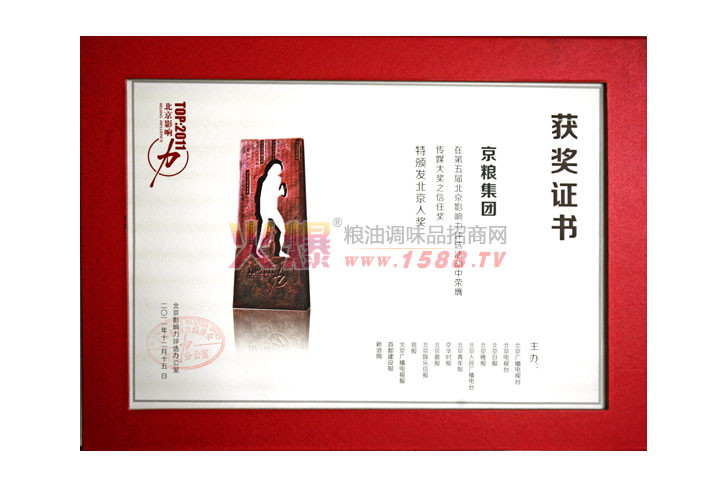 获奖证书
京粮集团
在第五届北京影响力评选活动中荣膺
传媒大奖之信任奖
特颁发北京人奖
主办:
北京广播电视台
北京电视台
北京日报
北京晚报
北京人民广播电台
北京青年报
京华时报
北京晨报
北京娱乐信报
竞报
北京广播电视报
首都建设报
新浪网
TOP·2011
北京影响
力
火爆®
粮油调味品招商网
www.1588.TV
北京影响力评选办公室
二〇一一年十二月十五日